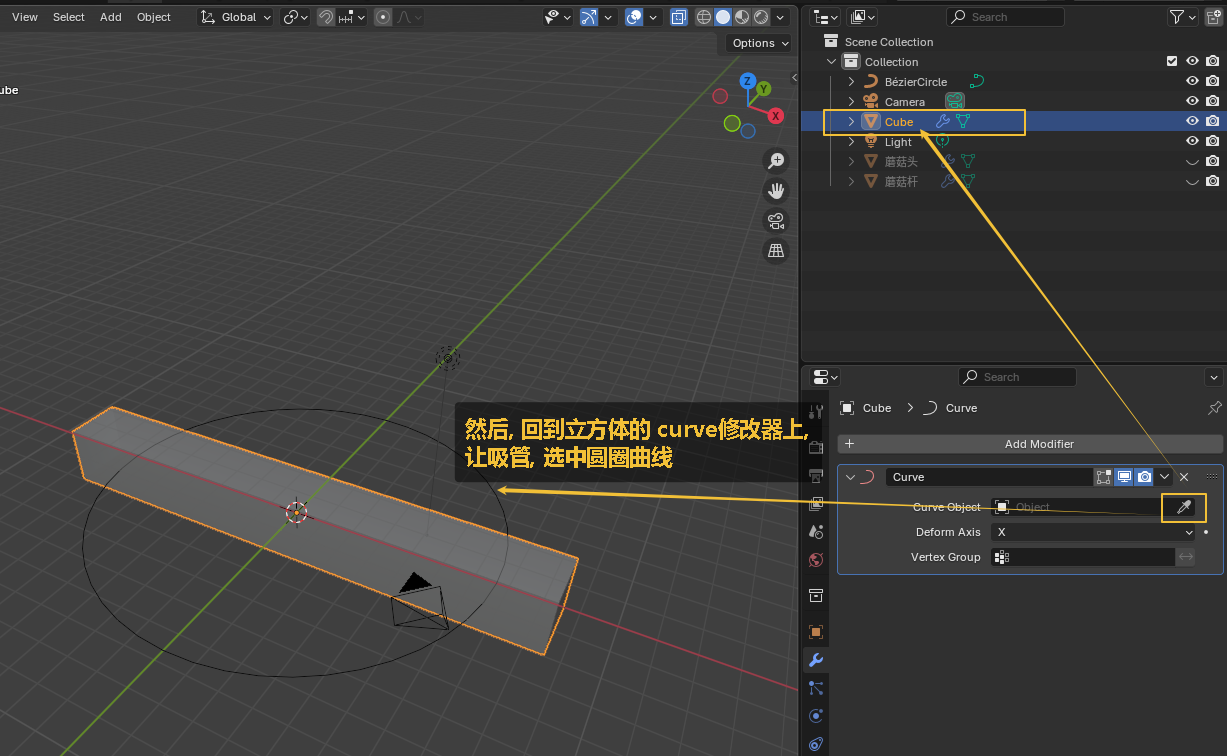 View Select Add Object Global
Search
Options
ube
Z
Y
X
Scene Collection
Collection
BézierCircle
Camera
Cube
Light
蘑菇头
蘑菇杆
Search
Cube Curve
Add Modifier
Curve
Curve Object Object
Deform Axis X
Vertex Group
然后, 回到立方体的 curve修改器上,
让吸管, 选中圆圈曲线